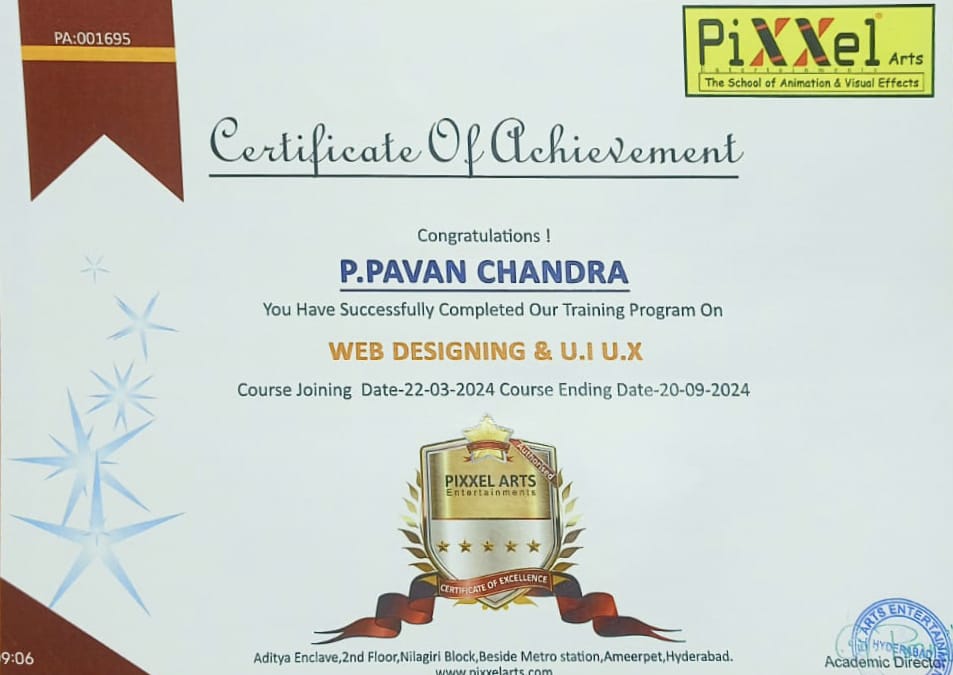 PA:001695
PiXXel Arts
Entertainments
The School of Animation & Visual Effects
Certificate Of Achievement
Congratulations !
P.PAVAN CHANDRA
You Have Successfully Completed Our Training Program On
WEB DESIGNING & U.I U.X
Course Joining Date-22-03-2024 Course Ending Date-20-09-2024
Authorised
PIXXEL ARTS
Entertainments
CERTIFICATE OF EXCELLENCE
ARTS ENTERTAINM
HYDERABAD
9:06
Academic Director
Aditya Enclave,2nd Floor,Nilagiri Block,Beside Metro station,Ameerpet,Hyderabad.
www.pixxelarts.com